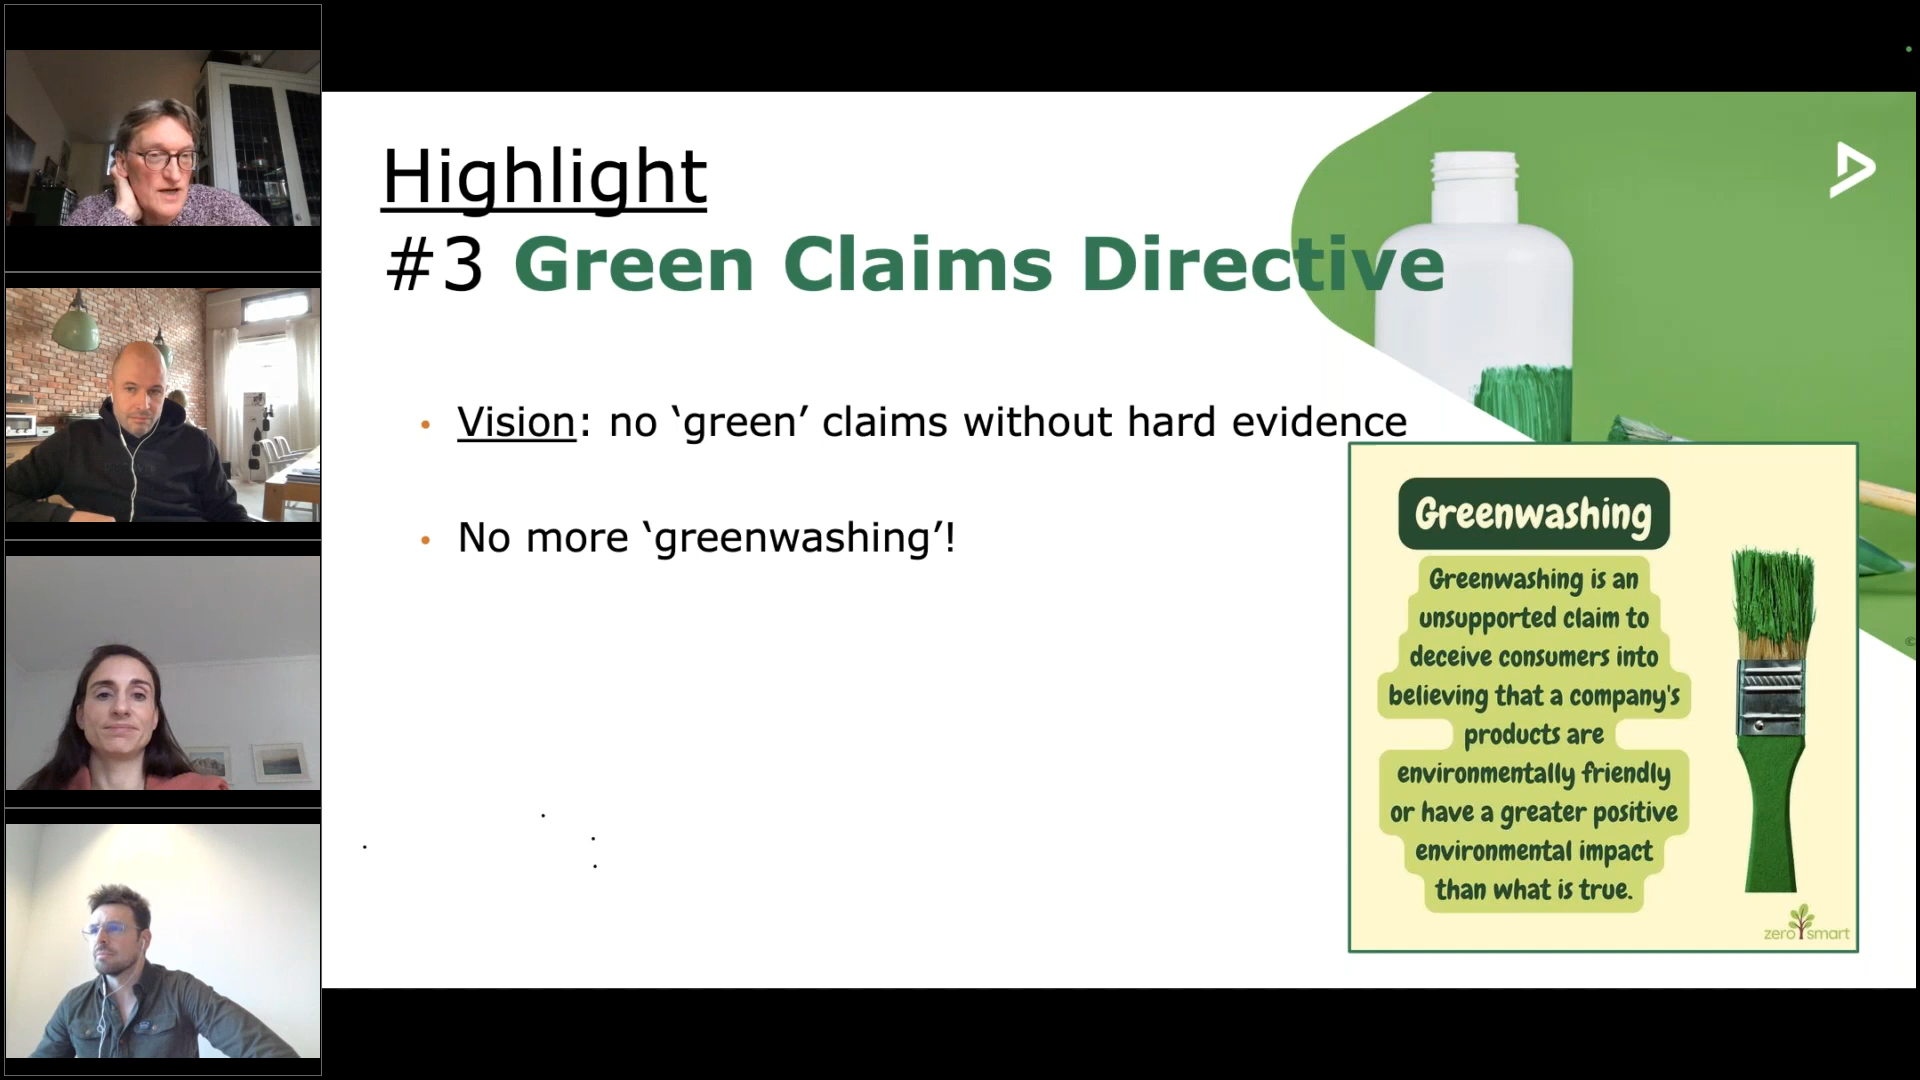 Highlight
#3 Green Claims Directive
• Vision: no ‘green’ claims without hard evidence
• No more ‘greenwashing’!
Greenwashing
Greenwashing is an
unsupported claim to
deceive consumers into
believing that a company's
products are
environmentally friendly
or have a greater positive
environmental impact
than what is true.
zero smart